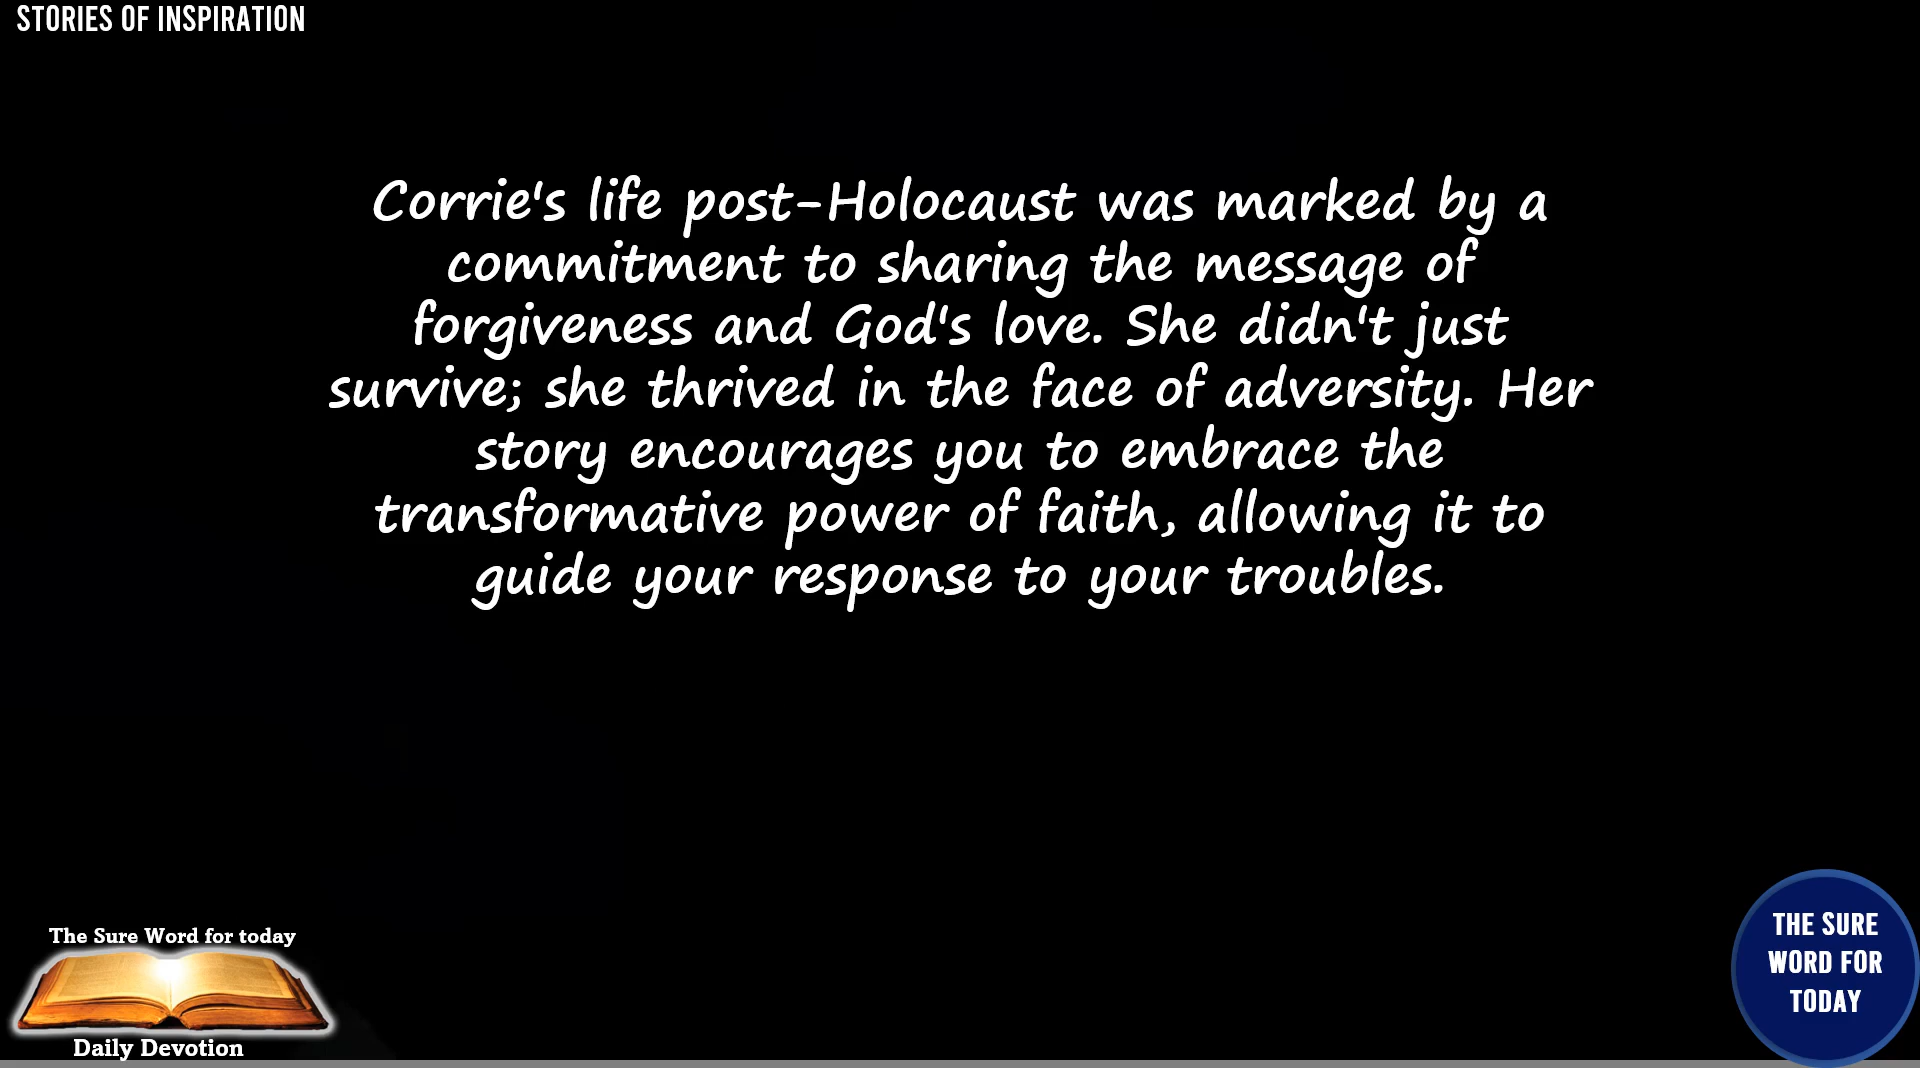 STORIES OF INSPIRATION
Corrie's life post-Holocaust was marked by a
commitment to sharing the message of
forgiveness and God's love. She didn't just
survive; she thrived in the face of adversity. Her
story encourages you to embrace the
transformative power of faith, allowing it to
guide your response to your troubles.
The Sure Word for today
Daily Devotion
THE SURE
WORD FOR
TODAY